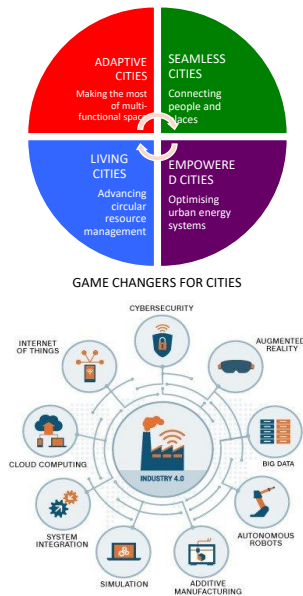 ADAPTIVE
CITIES
Making the most
of multi-
functional space
SEAMLESS
CITIES
Connecting
people and
places
LIVING
CITIES
Advancing
circular
resource
management
EMPOWERE
D CITIES
Optimising
urban energy
systems
GAME CHANGERS FOR CITIES
CYBERSECURITY
INTERNET
OF THINGS
AUGMENTED
REALITY
CLOUD COMPUTING
BIG DATA
INDUSTRY 4.0
SYSTEM
INTEGRATION
AUTONOMOUS
ROBOTS
SIMULATION
ADDITIVE
MANUFACTURING